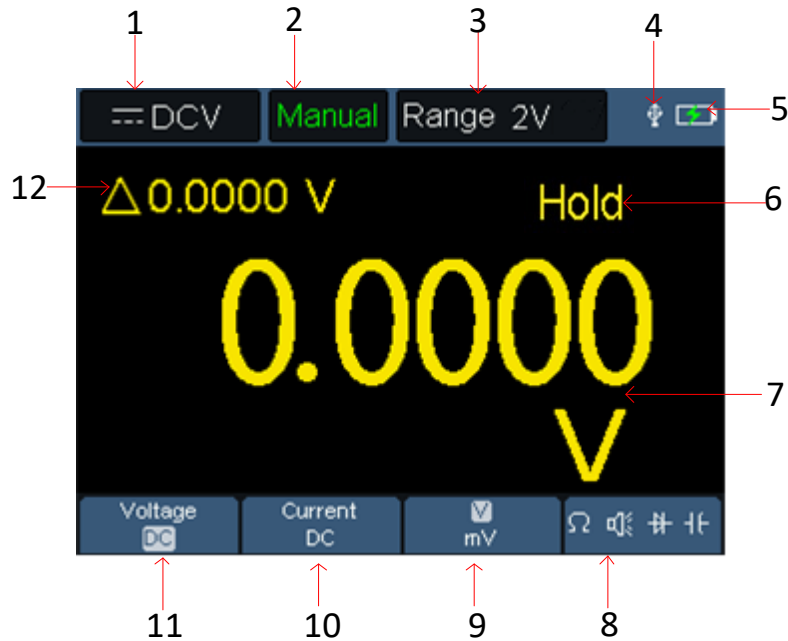 1 2 3 4
DCV Manual Range 2V 5
12 △0.0000 V Hold 6
0.0000
7
V
Voltage Current V Ω
DC DC mV
11 10 9 8